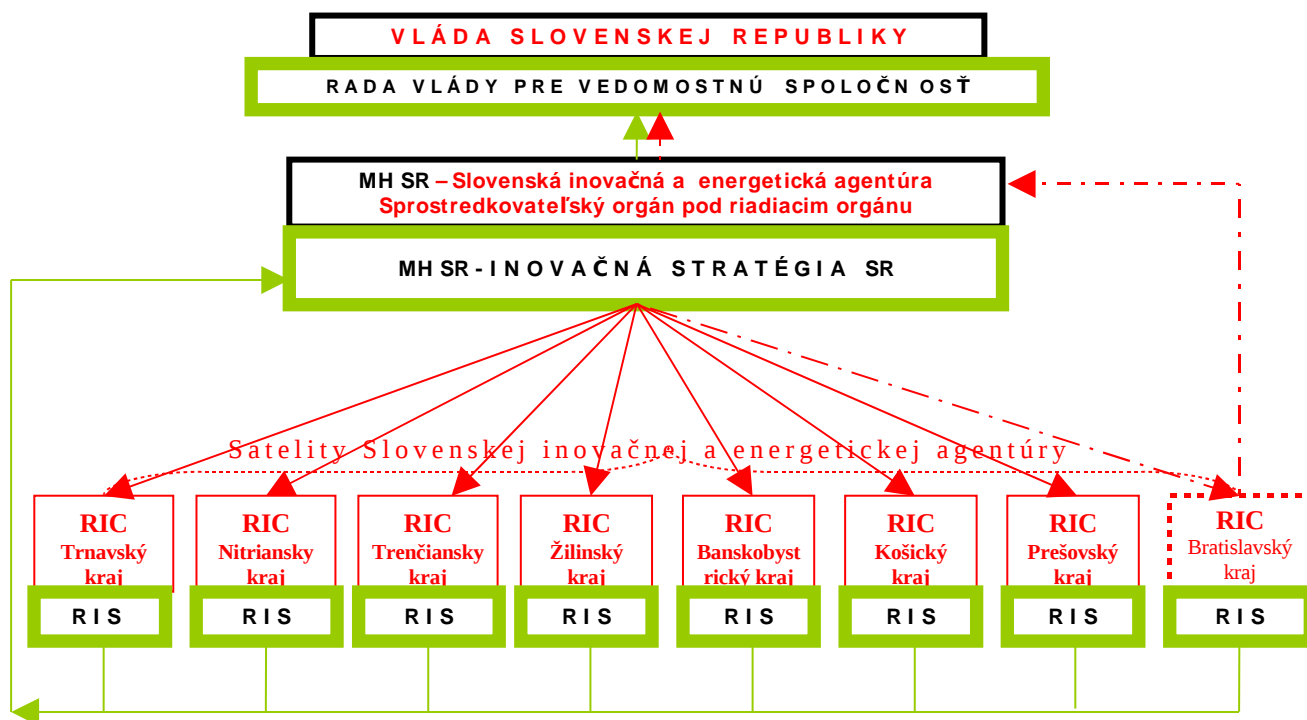 VLÁDA SLOVENSKEJ REPUBLIKY
RADA VLÁDY PRE VEDOMOSTNÚ SPOLOČNOSŤ
MH SR – Slovenská inovačná a energetická agentúra
Sprostredkovateľský orgán pod riadiacim orgánu
MH SR - INOVAČNÁ STRATÉGIA SR
Satelity Slovenskej inovačnej a energetickej agentúry
RIC
Trnavský
kraj
RIC
Nitriansky
kraj
RIC
Trenčiansky
kraj
RIC
Žilinský
kraj
RIC
Banskobyst
rický kraj
RIC
Košický
kraj
RIC
Prešovský
kraj
RIC
Bratislavský
kraj
RIS
RIS
RIS
RIS
RIS
RIS
RIS
RIS